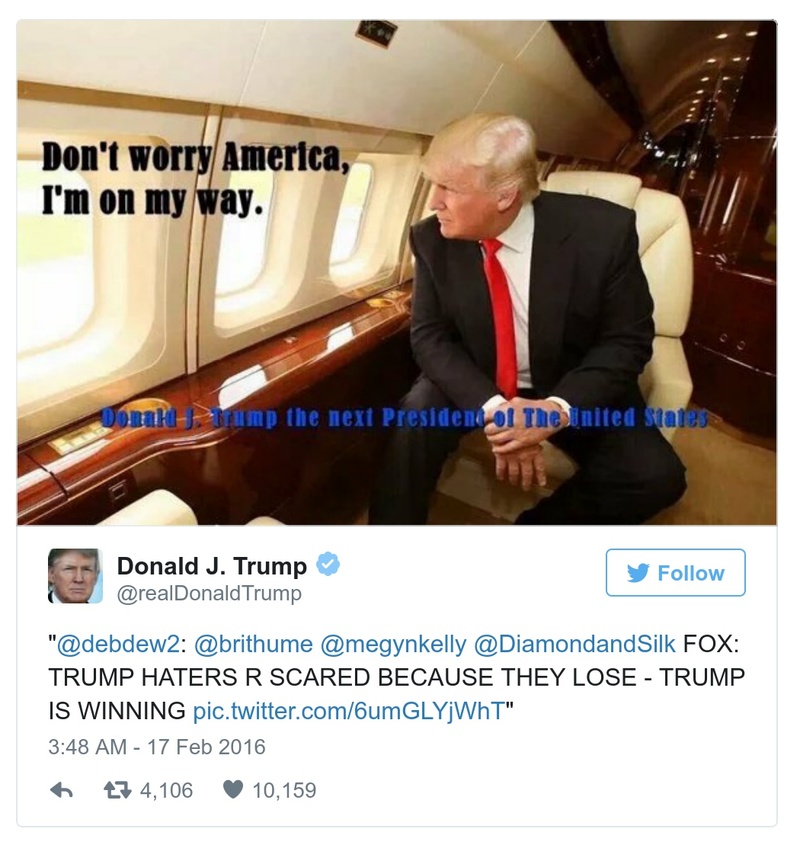 Don't worry America,
I'm on my way.
Donald J. Trump the next President of The United States
Donald J. Trump
@realDonaldTrump
Follow
"@debdew2: @brithume @megynkelly @DiamondandSilk FOX:
TRUMP HATERS R SCARED BECAUSE THEY LOSE - TRUMP
IS WINNING pic.twitter.com/6umGLYjWhT"
3:48 AM - 17 Feb 2016
4,106 10,159